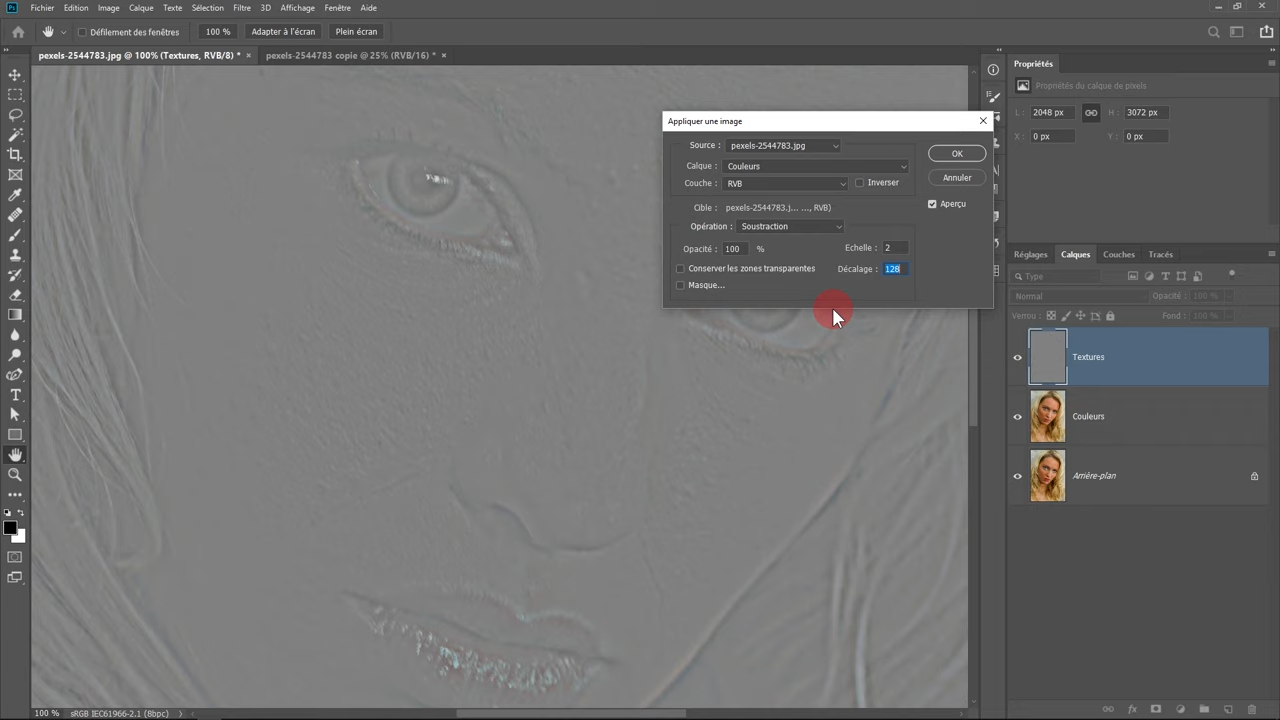 Ps Fichier Edition Image Calque Texte Sélection Filtre 3D Affichage Fenêtre Aide
Défilement des fenêtres 100 % Adapter à l'écran Plein écran
pexels-2544783.jpg @ 100% (Textures, RVB/8) * × pexels-2544783 copie @ 25% (RVB/16) * ×
Propriétés
Propriétés du calque de pixels
L : 2048 px H : 3072 px
X : 0 px Y : 0 px
Appliquer une image
Source : pexels-2544783.jpg
OK
Calque : Couleurs
Couche : RVB Inverser
Annuler
Cible : pexels-2544783.j... ..., RVB)
Aperçu
Opération : Soustraction
Opacité : 100 % Echelle : 2
Conserver les zones transparentes Décalage : 128
Masque...
Réglages Calques Couches Tracés
Type
Normal Opacité : 100 %
Verrou : Fond : 100 %
Textures
Couleurs
Arrière-plan
100 % sRGB IEC61966-2.1 (8bpc)